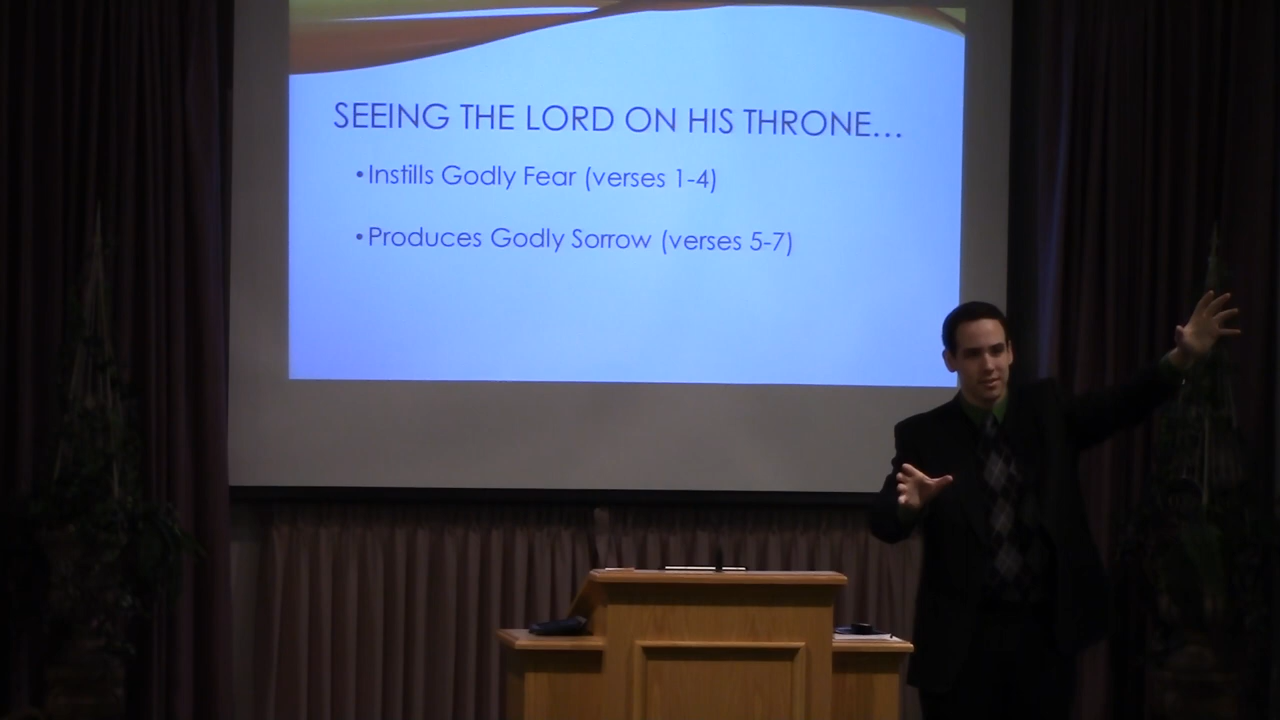 SEEING THE LORD ON HIS THRONE…
•Instills Godly Fear (verses 1-4)
•Produces Godly Sorrow (verses 5-7)